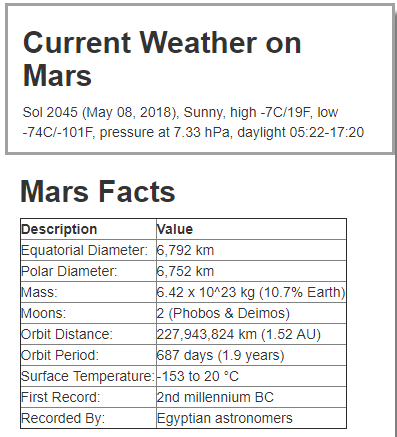 Current Weather on
Mars
Sol 2045 (May 08, 2018), Sunny, high -7C/19F, low
-74C/-101F, pressure at 7.33 hPa, daylight 05:22-17:20
Mars Facts
Description Value
Equatorial Diameter: 6,792 km
Polar Diameter: 6,752 km
Mass: 6.42 x 10^23 kg (10.7% Earth)
Moons: 2 (Phobos & Deimos)
Orbit Distance: 227,943,824 km (1.52 AU)
Orbit Period: 687 days (1.9 years)
Surface Temperature: -153 to 20 °C
First Record: 2nd millennium BC
Recorded By: Egyptian astronomers